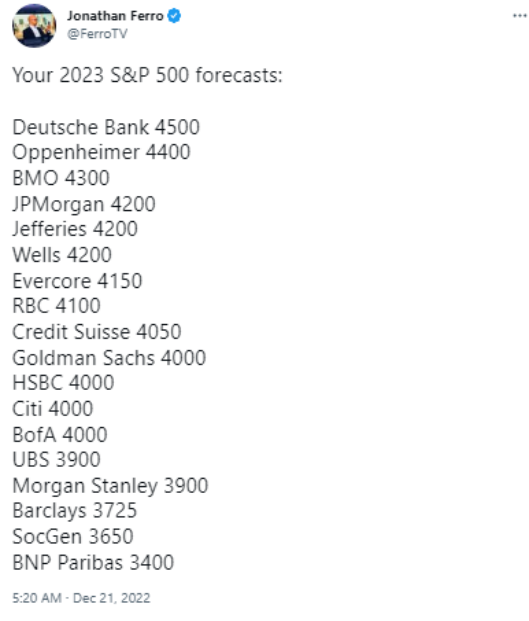 Jonathan Ferro
@FerroTV
Your 2023 S&P 500 forecasts:
Deutsche Bank 4500
Oppenheimer 4400
BMO 4300
JPMorgan 4200
Jefferies 4200
Wells 4200
Evercore 4150
RBC 4100
Credit Suisse 4050
Goldman Sachs 4000
HSBC 4000
Citi 4000
BofA 4000
UBS 3900
Morgan Stanley 3900
Barclays 3725
SocGen 3650
BNP Paribas 3400
5:20 AM · Dec 21, 2022